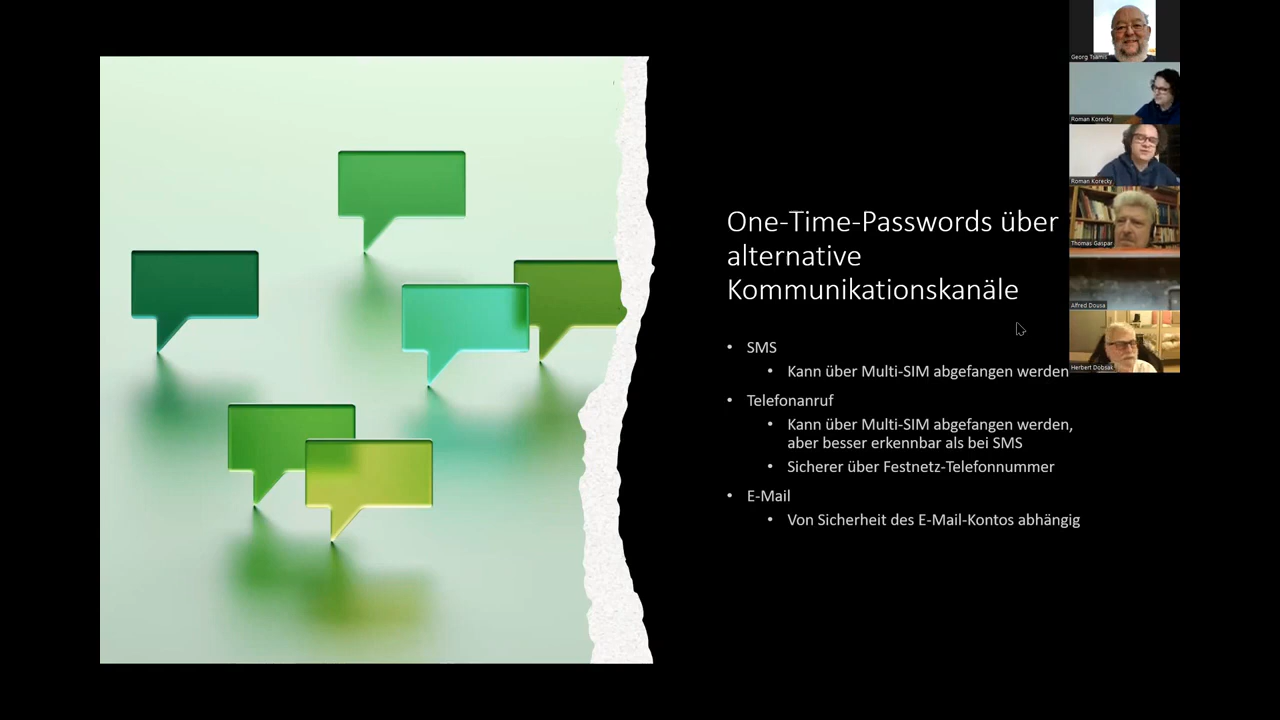 One-Time-Passwords über
alternative
Kommunikationskanäle
• SMS
• Kann über Multi-SIM abgefangen werden
• Telefonanruf
• Kann über Multi-SIM abgefangen werden,
aber besser erkennbar als bei SMS
• Sicherer über Festnetz-Telefonnummer
• E-Mail
• Von Sicherheit des E-Mail-Kontos abhängig
Georg Tsamis
Roman Korecky
Roman Korecky
Thomas Gaspar
Alfred Dousa
Herbert Dobsak